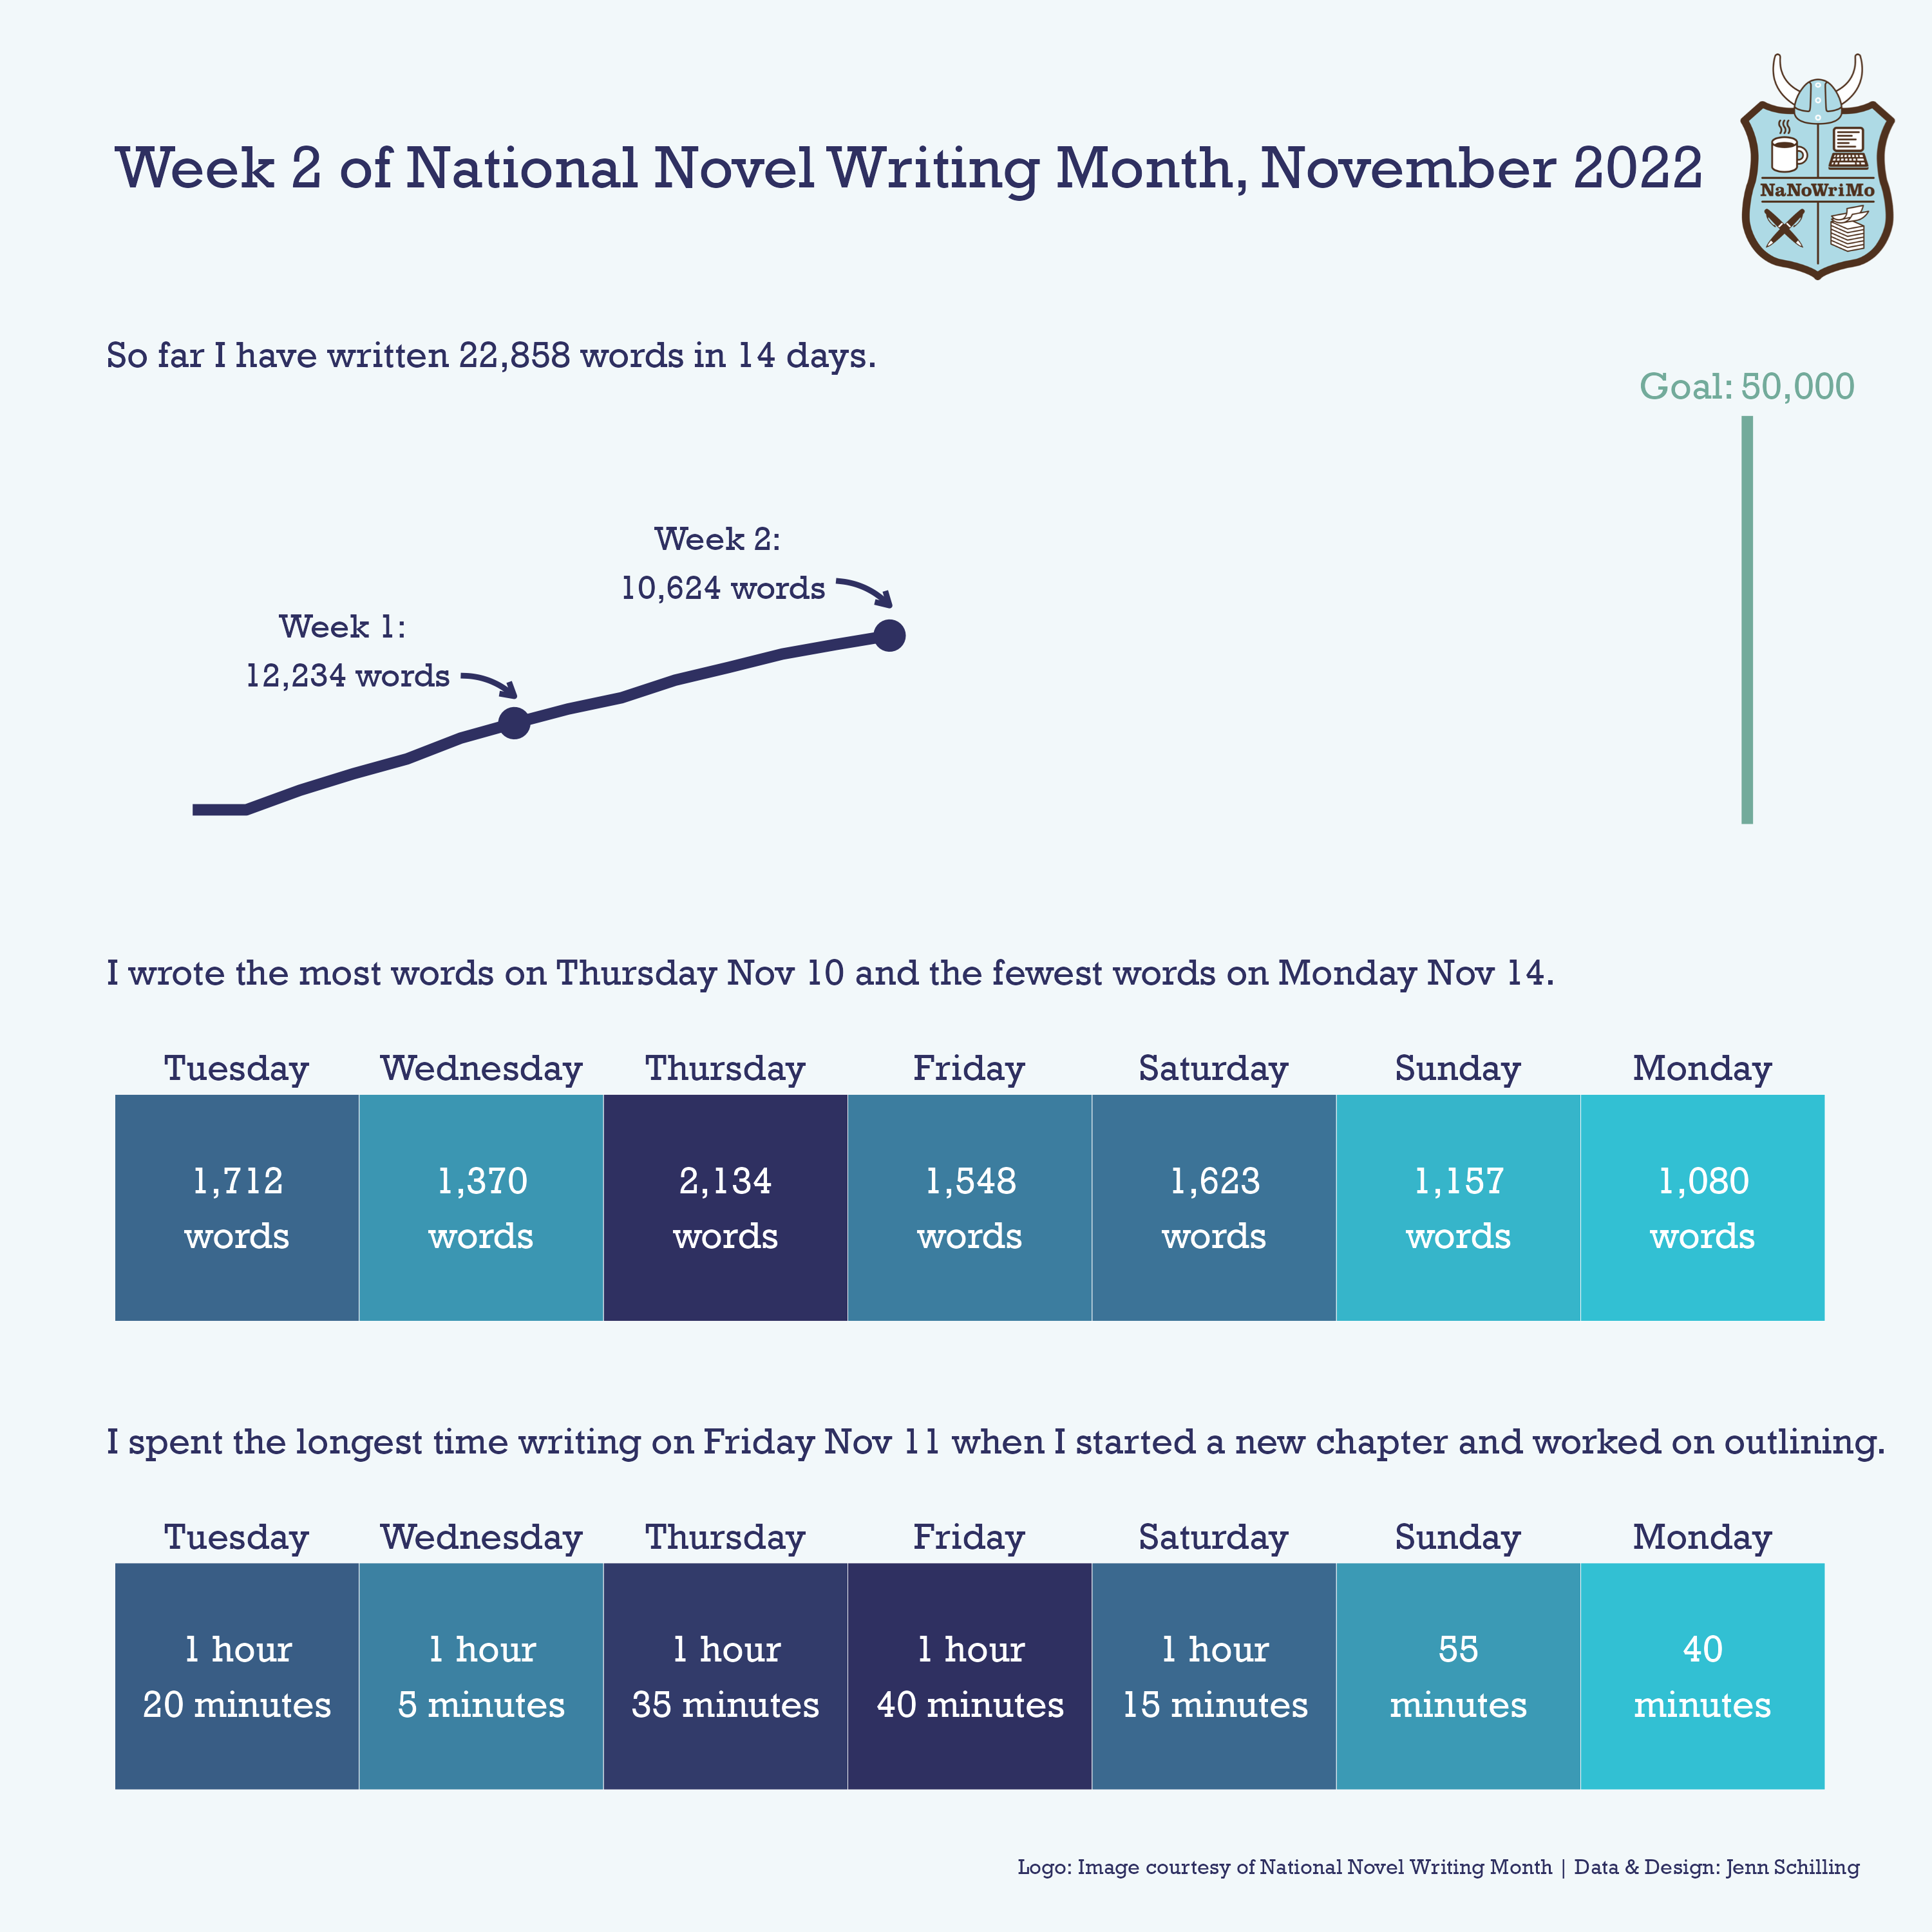 Week 2 of National Novel Writing Month, November 2022
NaNoWriMo
So far I have written 22,858 words in 14 days.
Goal: 50,000
Week 2:
10,624 words
Week 1:
12,234 words
I wrote the most words on Thursday Nov 10 and the fewest words on Monday Nov 14.
Tuesday Wednesday Thursday Friday Saturday Sunday Monday
1,712 1,370 2,134 1,548 1,623 1,157 1,080
words words words words words words words
I spent the longest time writing on Friday Nov 11 when I started a new chapter and worked on outlining.
Tuesday Wednesday Thursday Friday Saturday Sunday Monday
1 hour 1 hour 1 hour 1 hour 1 hour 55 40
20 minutes 5 minutes 35 minutes 40 minutes 15 minutes minutes minutes
Logo: Image courtesy of National Novel Writing Month | Data & Design: Jenn Schilling